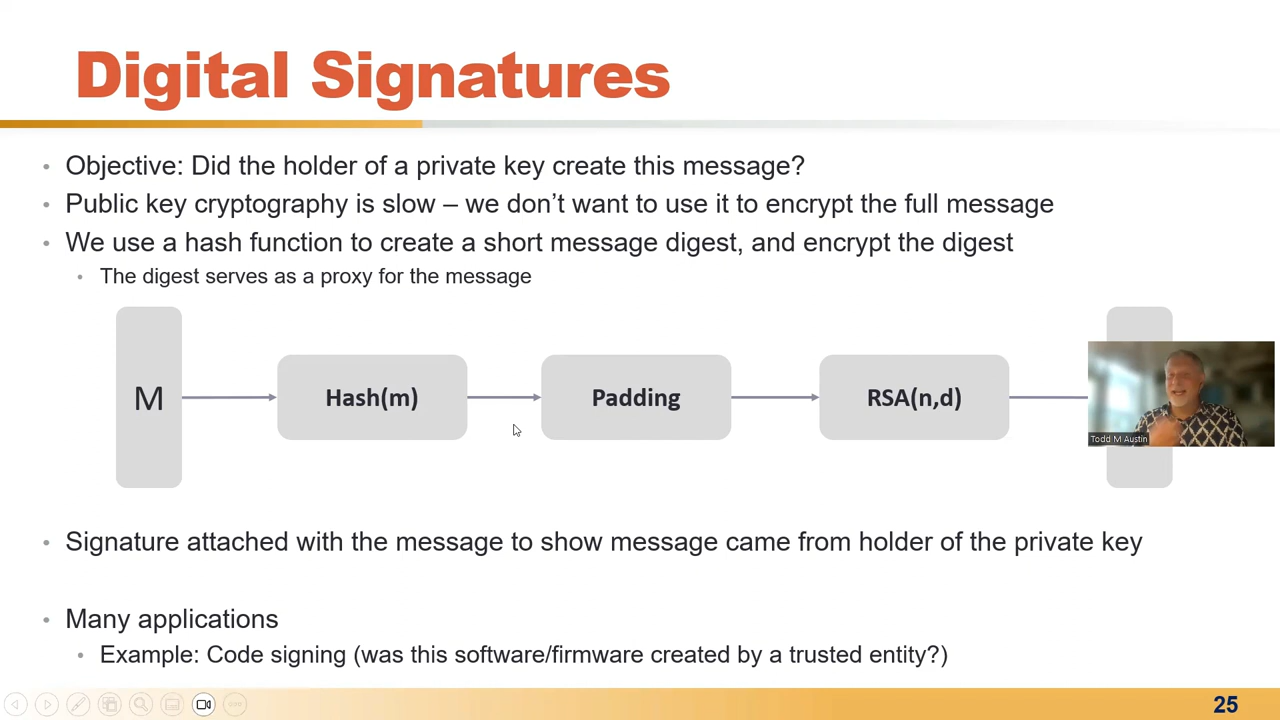 Digital Signatures
Objective: Did the holder of a private key create this message?
Public key cryptography is slow – we don’t want to use it to encrypt the full message
We use a hash function to create a short message digest, and encrypt the digest
The digest serves as a proxy for the message
M
Hash(m)
Padding
RSA(n,d)
Todd M Austin
Signature attached with the message to show message came from holder of the private key
Many applications
Example: Code signing (was this software/firmware created by a trusted entity?)
25